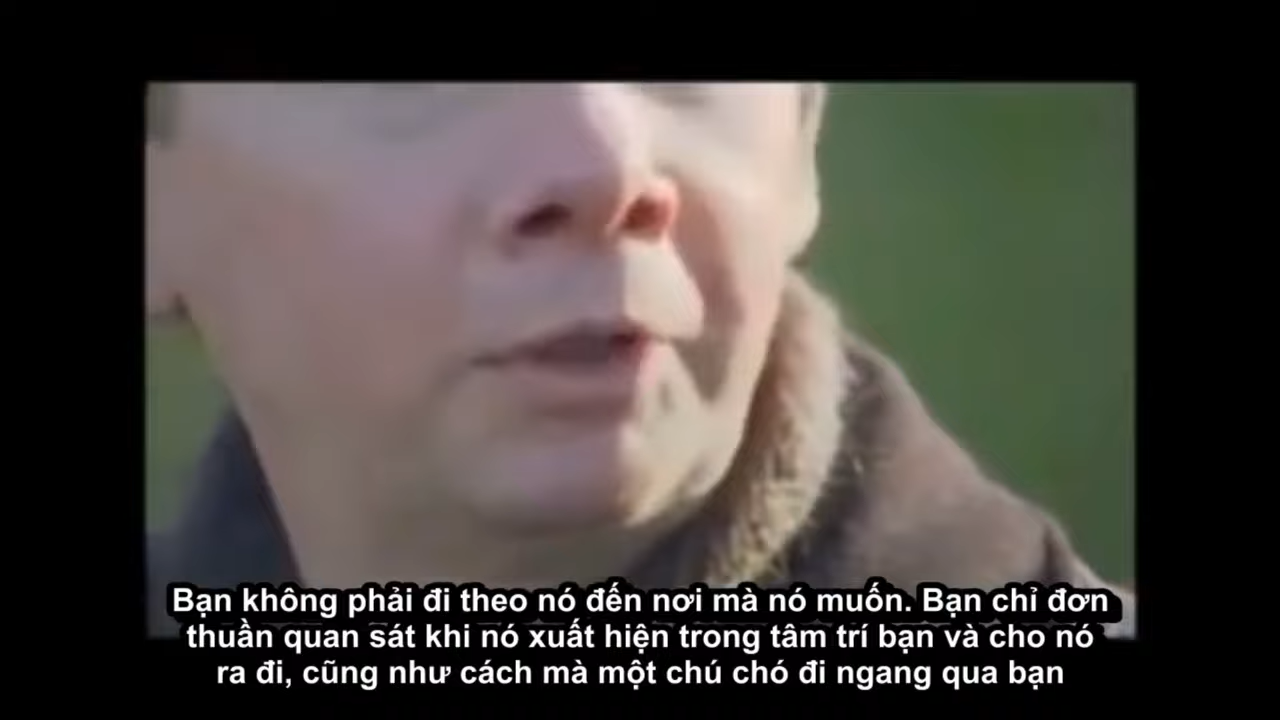 Bạn không phải đi theo nó đến nơi mà nó muốn. Bạn chỉ đơn
thuần quan sát khi nó xuất hiện trong tâm trí bạn và cho nó
ra đi, cũng như cách mà một chú chó đi ngang qua bạn